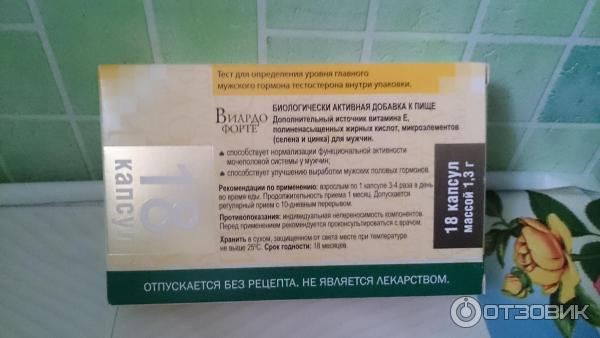 Тест для определения уровня главного
мужского гормона тестостерона внутри упаковки.
ВИАРДО
ФОРТЕ®
БИОЛОГИЧЕСКИ АКТИВНАЯ ДОБАВКА К ПИЩЕ
Дополнительный источник витамина Е,
полиненасыщенных жирных кислот, микроэлементов
(селена и цинка) для мужчин.
способствует нормализации функциональной активности
мочеполовой системы у мужчин;
способствует улучшению выработки мужских половых гормонов.
Рекомендации по применению: взрослым по 1 капсуле 3-4 раза в день
во время еды. Продолжительность приема 1 месяц. Допускается
регулярный прием с 10-дневным перерывом.
Противопоказания: индивидуальная непереносимость компонентов.
Перед применением рекомендуется проконсультироваться с врачом.
Хранить в сухом, защищенном от света месте при температуре
не выше 25°С. Срок годности: 18 месяцев.
18
капсул
18 капсул
массой 1,3 г
ОТПУСКАЕТСЯ БЕЗ РЕЦЕПТА. НЕ ЯВЛЯЕТСЯ ЛЕКАРСТВОМ.
ОТЗОВИК